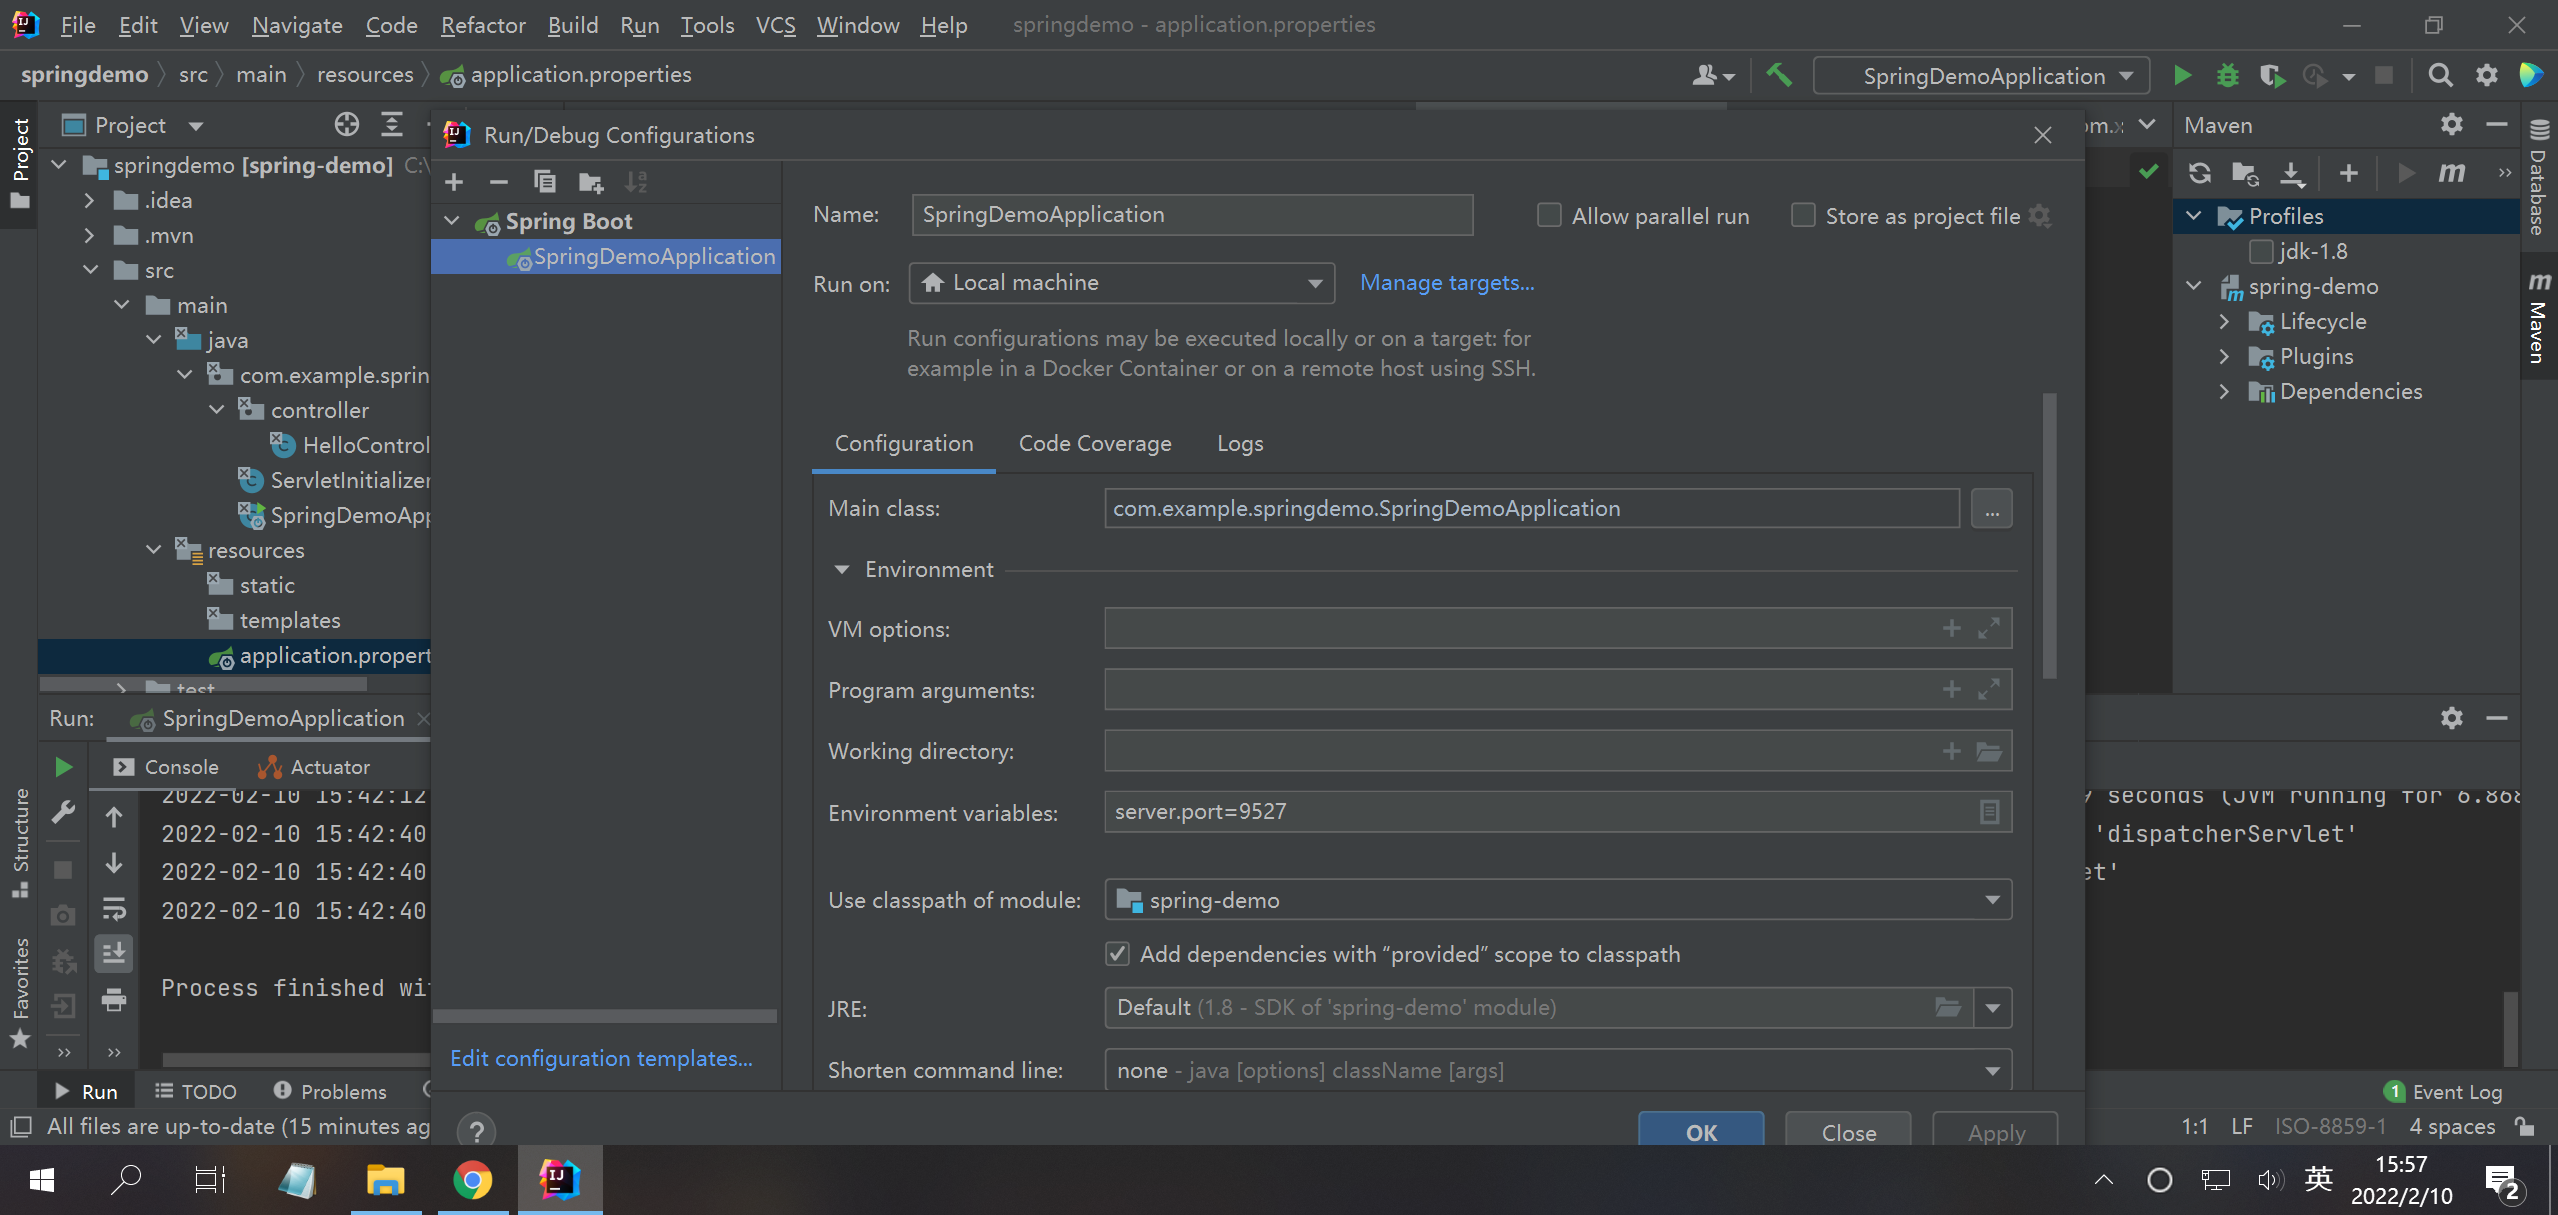 File Edit View Navigate Code Refactor Build Run Tools VCS Window Help springdemo - application.properties
springdemo src main resources application.properties SpringDemoApplication
Project
Project
springdemo [spring-demo] C:\
.idea
.mvn
src
main
java
com.example.sprin
controller
HelloControl
ServletInitializer
SpringDemoApp
resources
static
templates
application.propert
test
Run/Debug Configurations
Spring Boot
SpringDemoApplication
Edit configuration templates...
Name: SpringDemoApplication Allow parallel run Store as project file
Run on: Local machine Manage targets...
Run configurations may be executed locally or on a target: for
example in a Docker Container or on a remote host using SSH.
Configuration Code Coverage Logs
Main class: com.example.springdemo.SpringDemoApplication ...
Environment
VM options:
Program arguments:
Working directory:
Environment variables: server.port=9527
Use classpath of module: spring-demo
Add dependencies with “provided” scope to classpath
JRE: Default (1.8 - SDK of 'spring-demo' module)
Shorten command line: none - java [options] className [args]
? OK Close Apply
Maven
Profiles
jdk-1.8
spring-demo
Lifecycle
Plugins
Dependencies
Database
Maven
Run: SpringDemoApplication
Console Actuator
2022-02-10 15:42:12 seconds (JVM running for 6.868
2022-02-10 15:42:40 'dispatcherServlet'
2022-02-10 15:42:40 et'
2022-02-10 15:42:40
Process finished wi
Structure
Favorites
Run TODO Problems 1 Event Log
All files are up-to-date (15 minutes ag 1:1 LF ISO-8859-1 4 spaces
英 15:57
2022/2/10 2